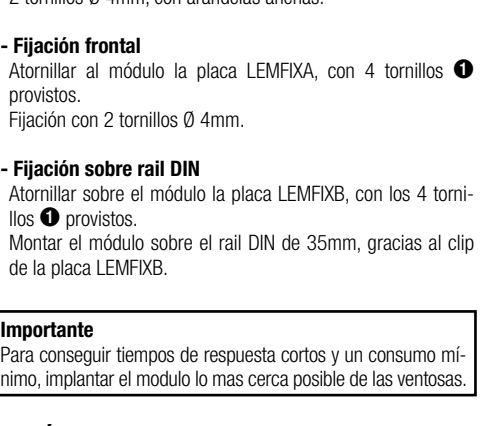 2 tornillos Ø 4mm, con arandelas anchas.
- Fijación frontal
Atornillar al módulo la placa LEMFIXA, con 4 tornillos ❶
provistos.
Fijación con 2 tornillos Ø 4mm.
- Fijación sobre rail DIN
Atornillar sobre el módulo la placa LEMFIXB, con los 4 torni-
llos ❶ provistos.
Montar el módulo sobre el rail DIN de 35mm, gracias al clip
de la placa LEMFIXB.
Importante
Para conseguir tiempos de respuesta cortos y un consumo mí-
nimo, implantar el modulo lo mas cerca posible de las ventosas.